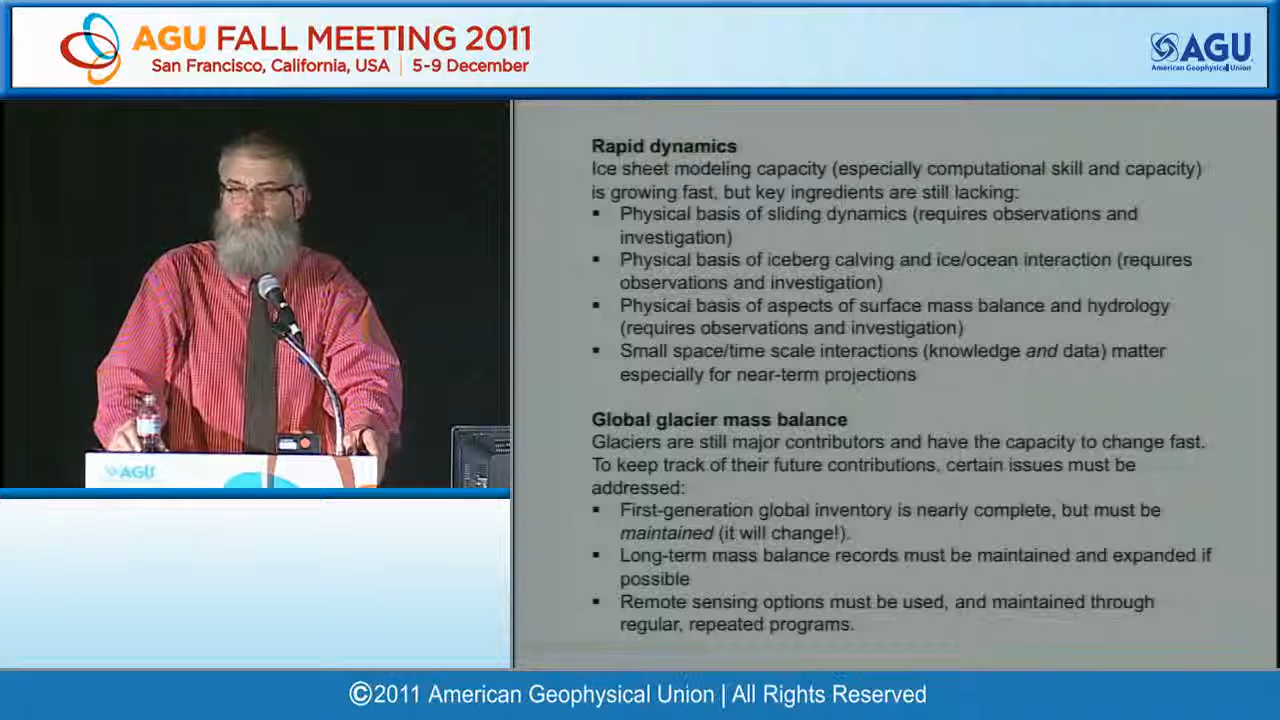 AGU FALL MEETING 2011
San Francisco, California, USA | 5-9 December
AGU
American Geophysical Union
AGU
Rapid dynamics
Ice sheet modeling capacity (especially computational skill and capacity)
is growing fast, but key ingredients are still lacking:
▪ Physical basis of sliding dynamics (requires observations and
investigation)
▪ Physical basis of iceberg calving and ice/ocean interaction (requires
observations and investigation)
▪ Physical basis of aspects of surface mass balance and hydrology
(requires observations and investigation)
▪ Small space/time scale interactions (knowledge and data) matter
especially for near-term projections
Global glacier mass balance
Glaciers are still major contributors and have the capacity to change fast.
To keep track of their future contributions, certain issues must be
addressed:
▪ First-generation global inventory is nearly complete, but must be
maintained (it will change!).
▪ Long-term mass balance records must be maintained and expanded if
possible
▪ Remote sensing options must be used, and maintained through
regular, repeated programs.
©2011 American Geophysical Union | All Rights Reserved